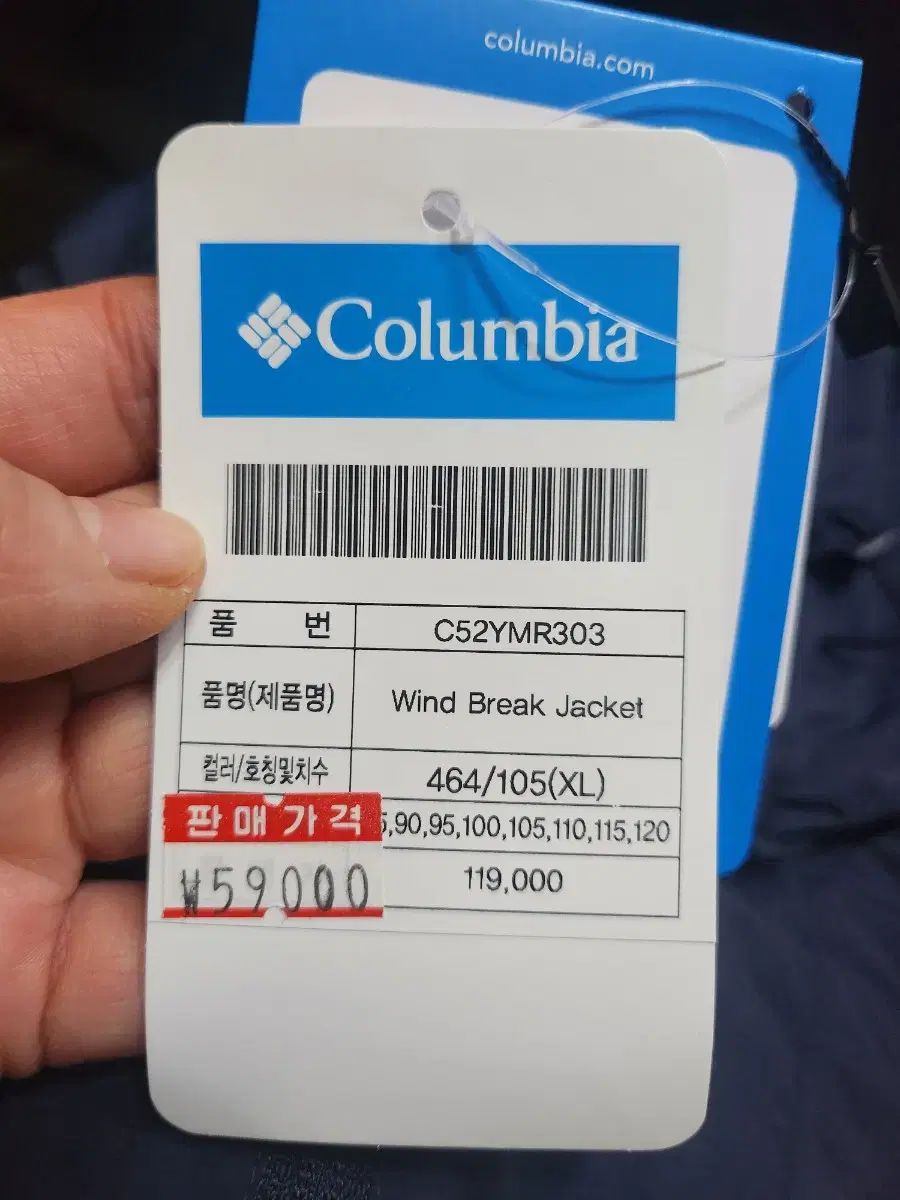 columbia.com
Columbia
품 번 C52YMR303
품명(제품명) Wind Break Jacket
컬러/호칭및치수 464/105(XL)
판매가격 5,90,95,100,105,110,115,120
₩59000 119,000